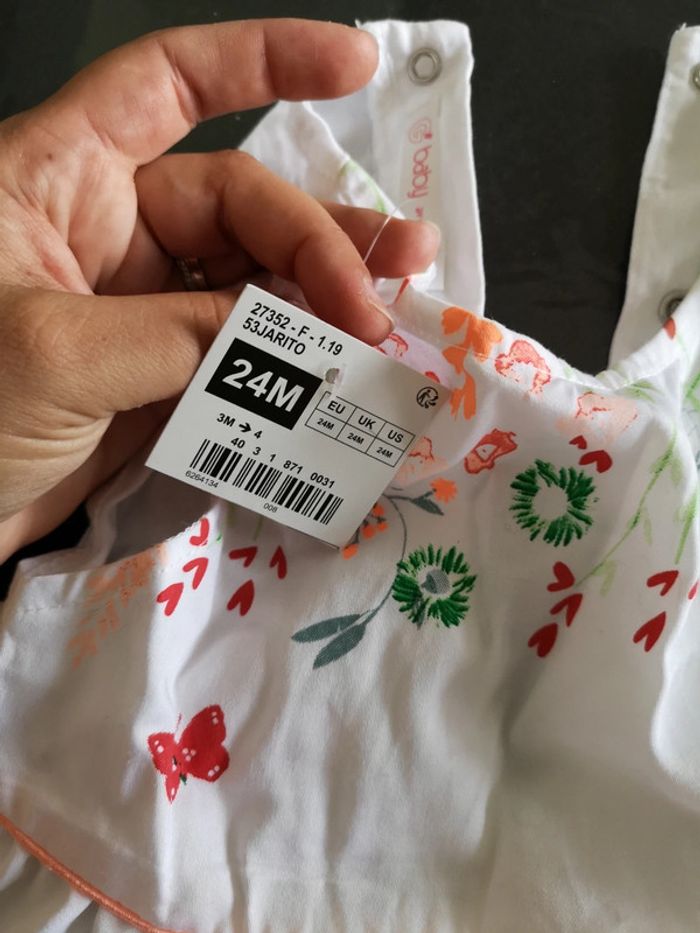 baby
27352 - F - 1.19
53JARITO
24M
EU UK US
24M 24M 24M
3M → 4
40 3 1 871 0031
6264134
008